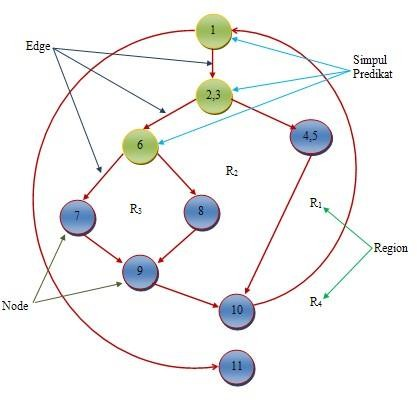 1
Edge
Simpul
Predikat
2,3
4,5
6
R2
7
R3
8
R1
Region
9
Node
R4
10
11